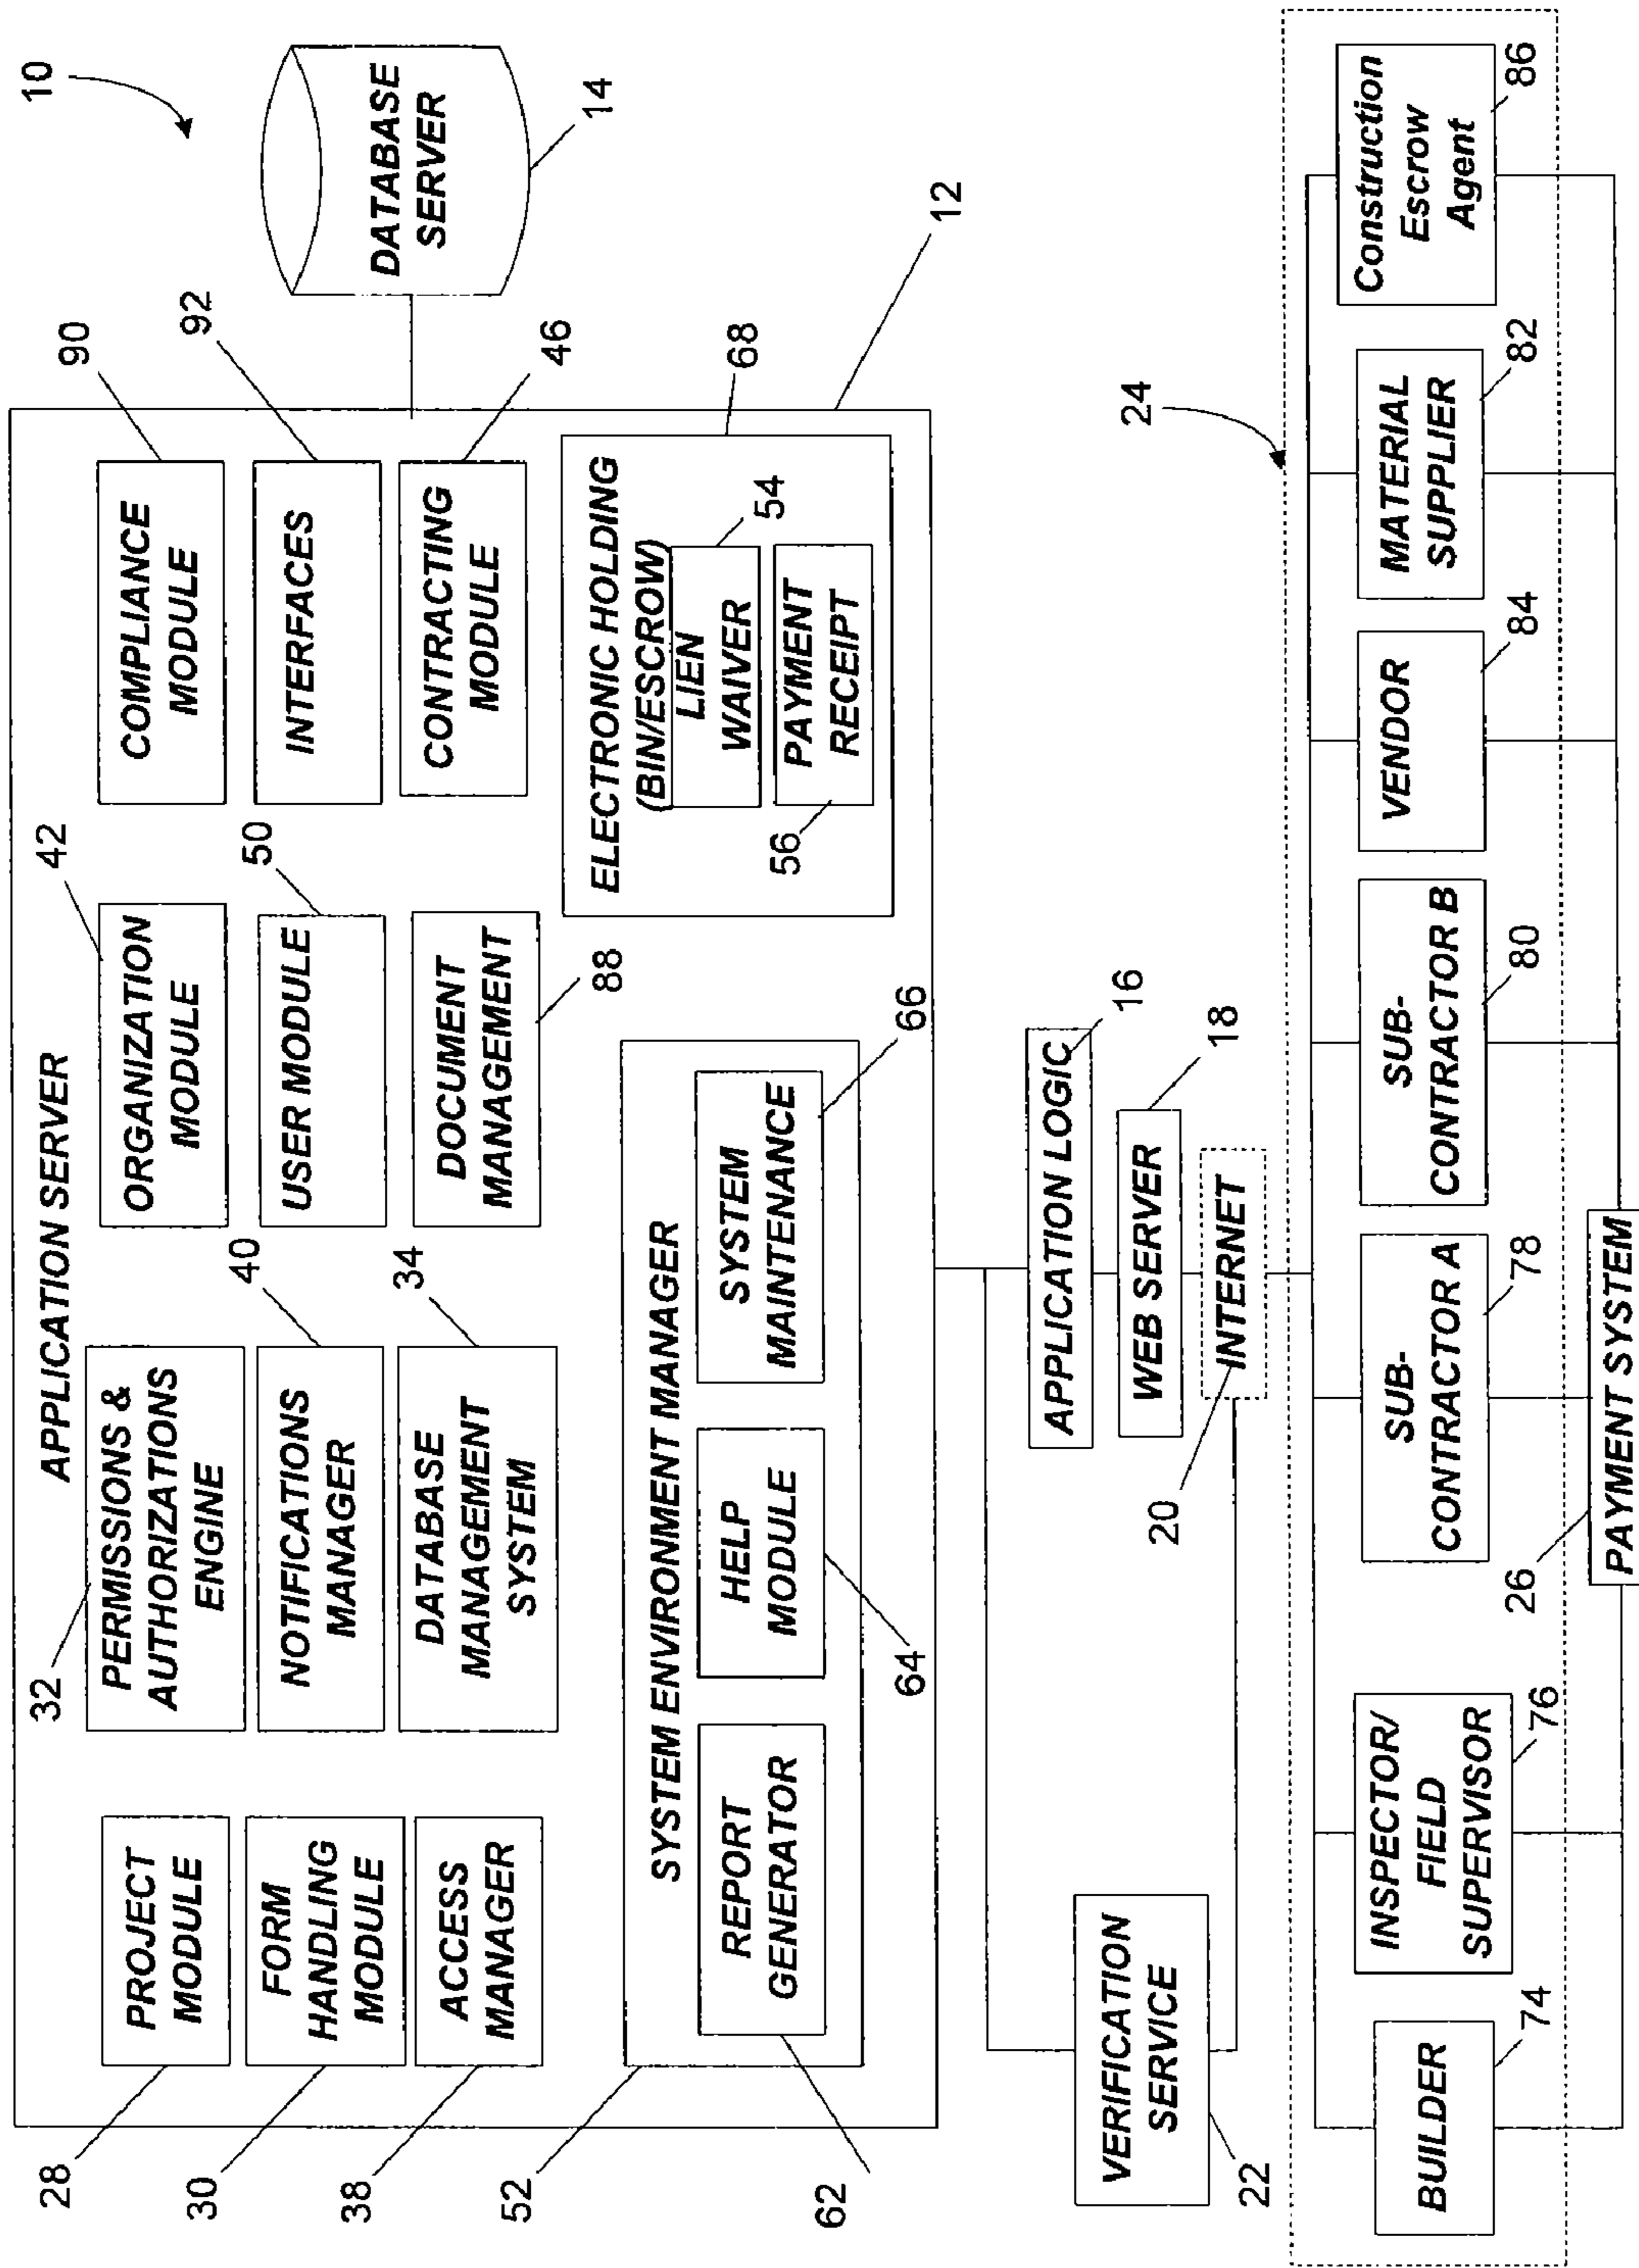 10
APPLICATION SERVER
28
PROJECT
MODULE
30
FORM
HANDLING
MODULE
38
ACCESS
MANAGER
32
PERMISSIONS &
AUTHORIZATIONS
ENGINE
40
NOTIFICATIONS
MANAGER
34
DATABASE
MANAGEMENT
SYSTEM
42
ORGANIZATION
MODULE
50
USER MODULE
DOCUMENT
MANAGEMENT
88
90
COMPLIANCE
MODULE
92
INTERFACES
46
CONTRACTING
MODULE
DATABASE
SERVER
14
12
52
SYSTEM ENVIRONMENT MANAGER
62
REPORT
GENERATOR
HELP
MODULE
64
SYSTEM
MAINTENANCE
66
68
ELECTRONIC HOLDING
(BIN/ESCROW)
LIEN
WAIVER
54
PAYMENT
RECEIPT
56
APPLICATION LOGIC
16
WEB SERVER
18
INTERNET
20
VERIFICATION
SERVICE
22
24
BUILDER
74
INSPECTOR/
FIELD
SUPERVISOR
76
SUB-
CONTRACTOR A
78
SUB-
CONTRACTOR B
80
VENDOR
84
MATERIAL
SUPPLIER
82
Construction
Escrow
Agent
86
26
PAYMENT SYSTEM